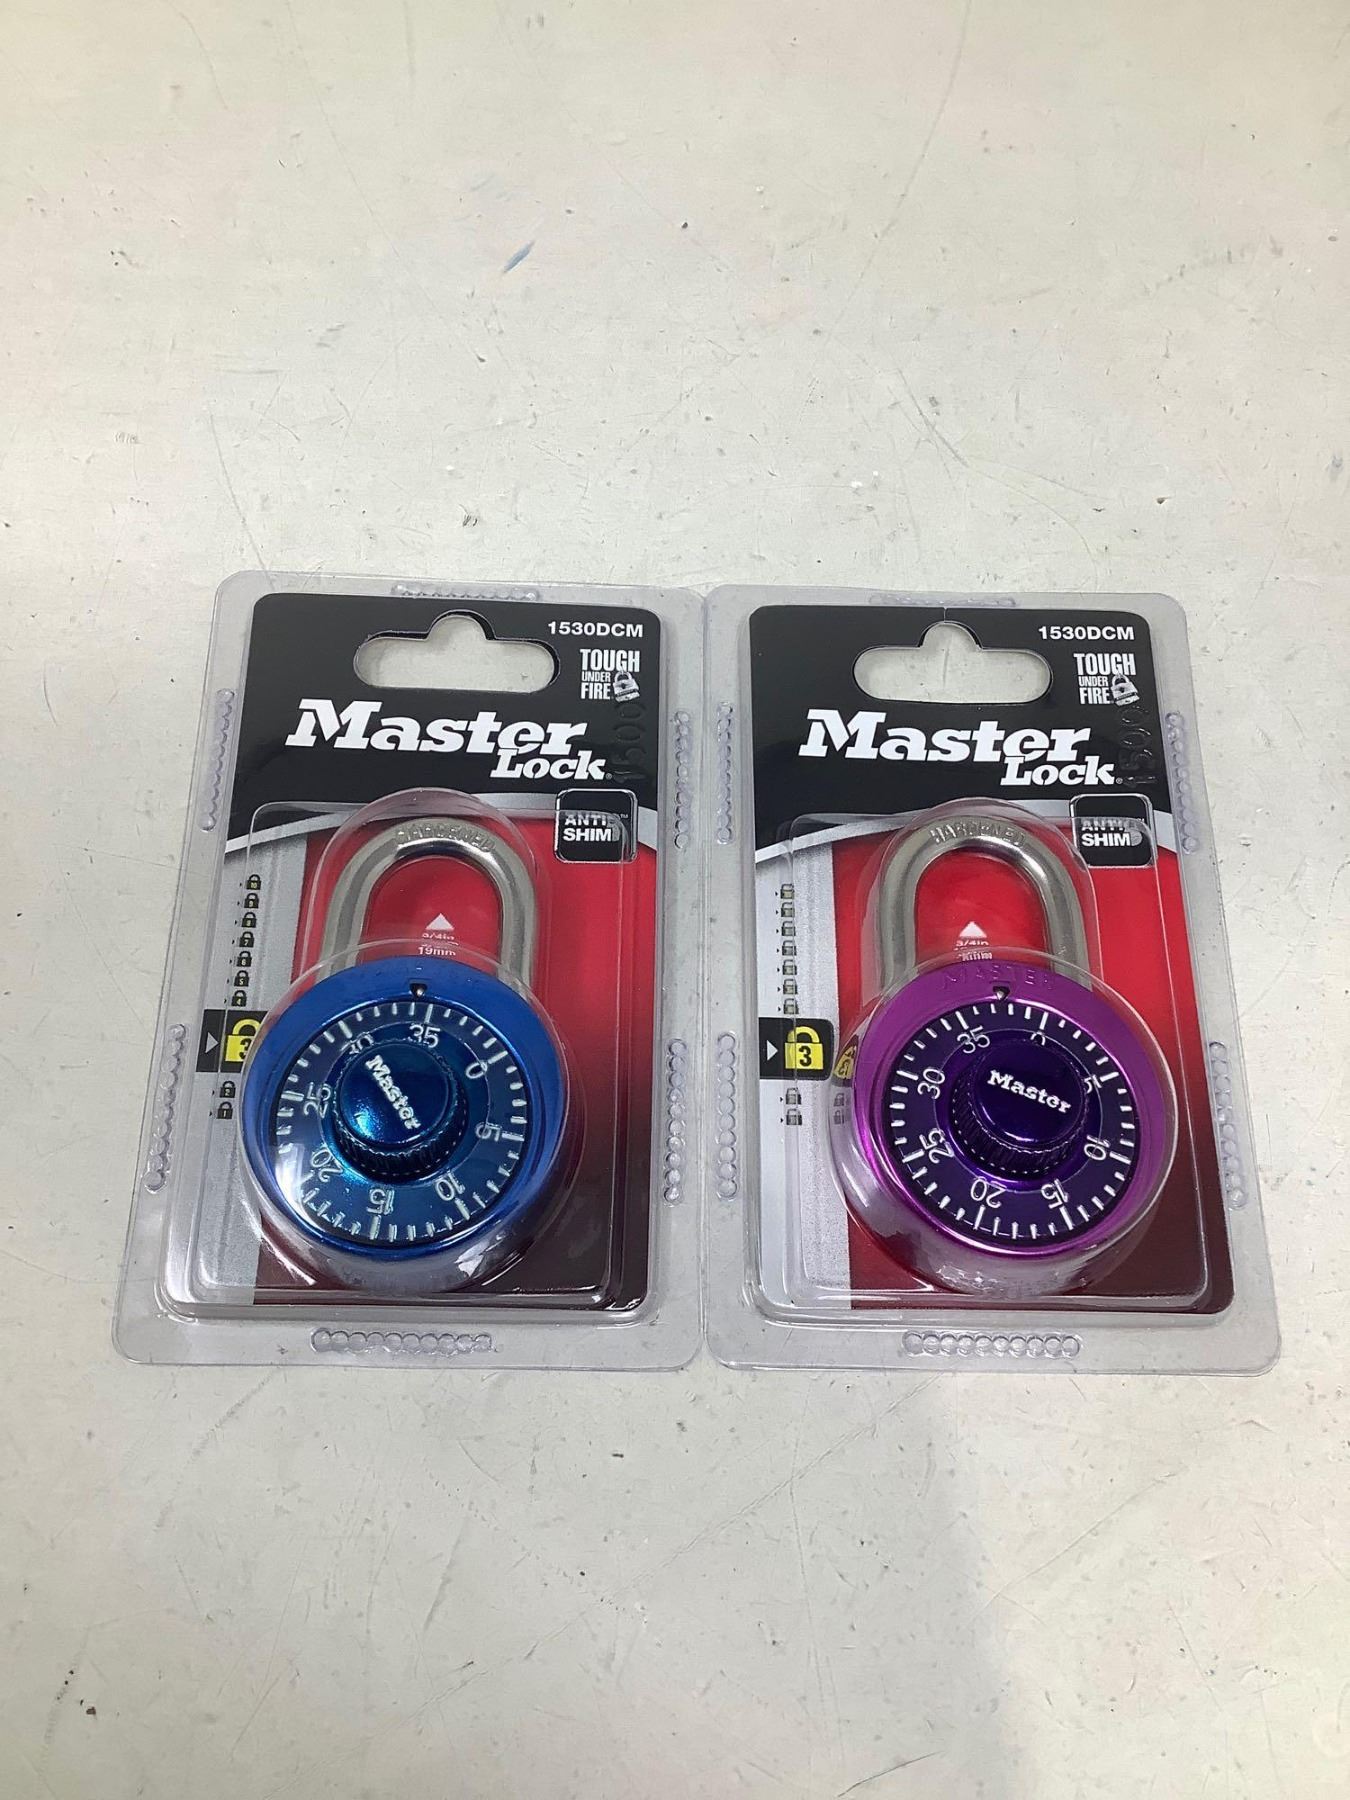 1530DCM
TOUGH
UNDER
FIRE
Master
Lock
1500
ANTI
SHIM
HARDENED
3/4in
19mm
3
35
0
5
10
15
20
25
30
Master
1530DCM
TOUGH
UNDER
FIRE
Master
Lock
1500
ANTI
SHIM
HARDENED
3/4in
MASTER
3
35
0
5
10
15
20
25
30
Master